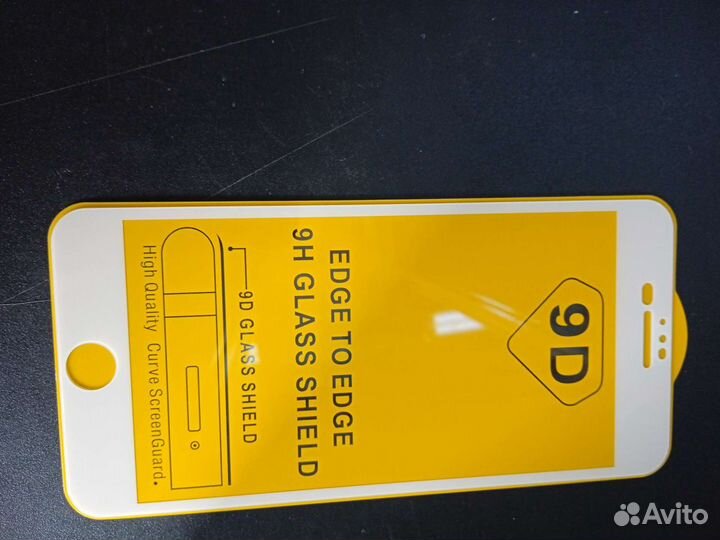 9D
EDGE TO EDGE
9H GLASS SHIELD
9D GLASS SHIELD
High Quality Curve ScreenGuard.
Avito